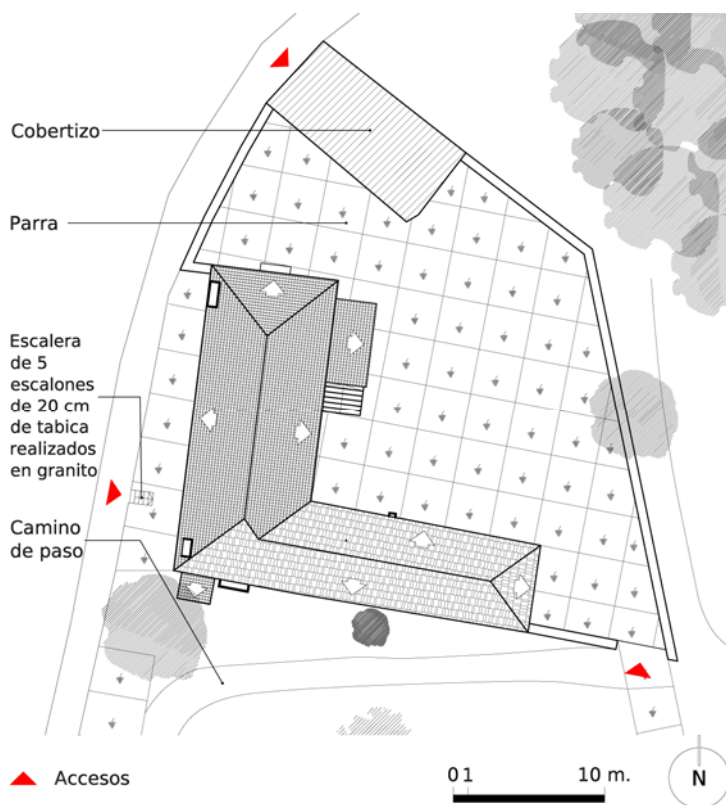 Cobertizo
Parra
Escalera
de 5
escalones
de 20 cm
de tabica
realizados
en granito
Camino
de paso
Accesos
0 1 10 m.
N